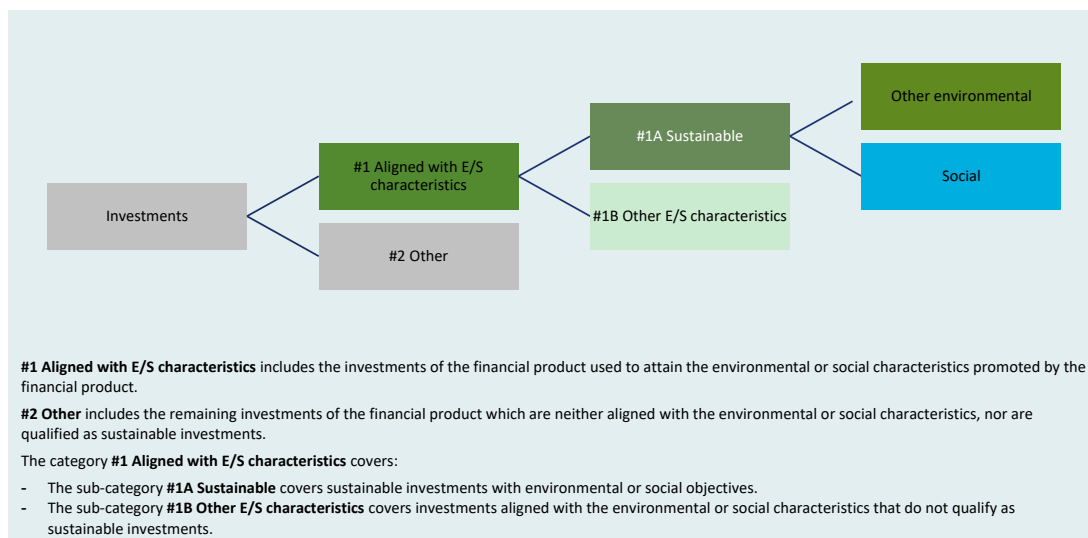 Other environmental
#1A Sustainable
#1 Aligned with E/S
characteristics
Social
Investments
#1B Other E/S characteristics
#2 Other
#1 Aligned with E/S characteristics includes the investments of the financial product used to attain the environmental or social characteristics promoted by the
financial product.
#2 Other includes the remaining investments of the financial product which are neither aligned with the environmental or social characteristics, nor are
qualified as sustainable investments.
The category #1 Aligned with E/S characteristics covers:
- The sub-category #1A Sustainable covers sustainable investments with environmental or social objectives.
- The sub-category #1B Other E/S characteristics covers investments aligned with the environmental or social characteristics that do not qualify as
sustainable investments.